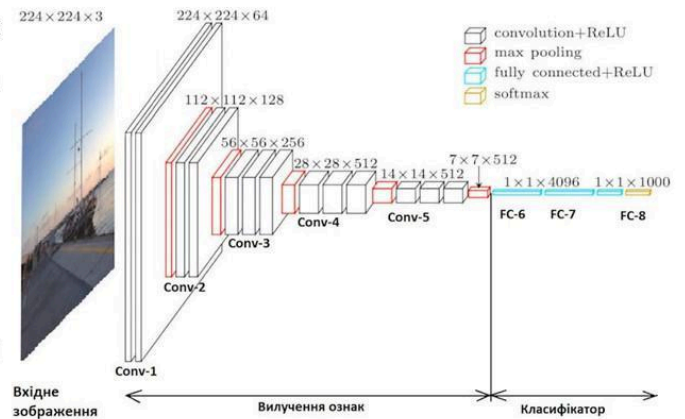 224×224×3
224×224×64
112×112×128
56×56×256
28×28×512
14×14×512
7×7×512
1×1×4096
1×1×1000
convolution+ReLU
max pooling
fully connected+ReLU
softmax
Conv-1
Conv-2
Conv-3
Conv-4
Conv-5
FC-6
FC-7
FC-8
Вхідне
зображення
Вилучення ознак
Класифікатор